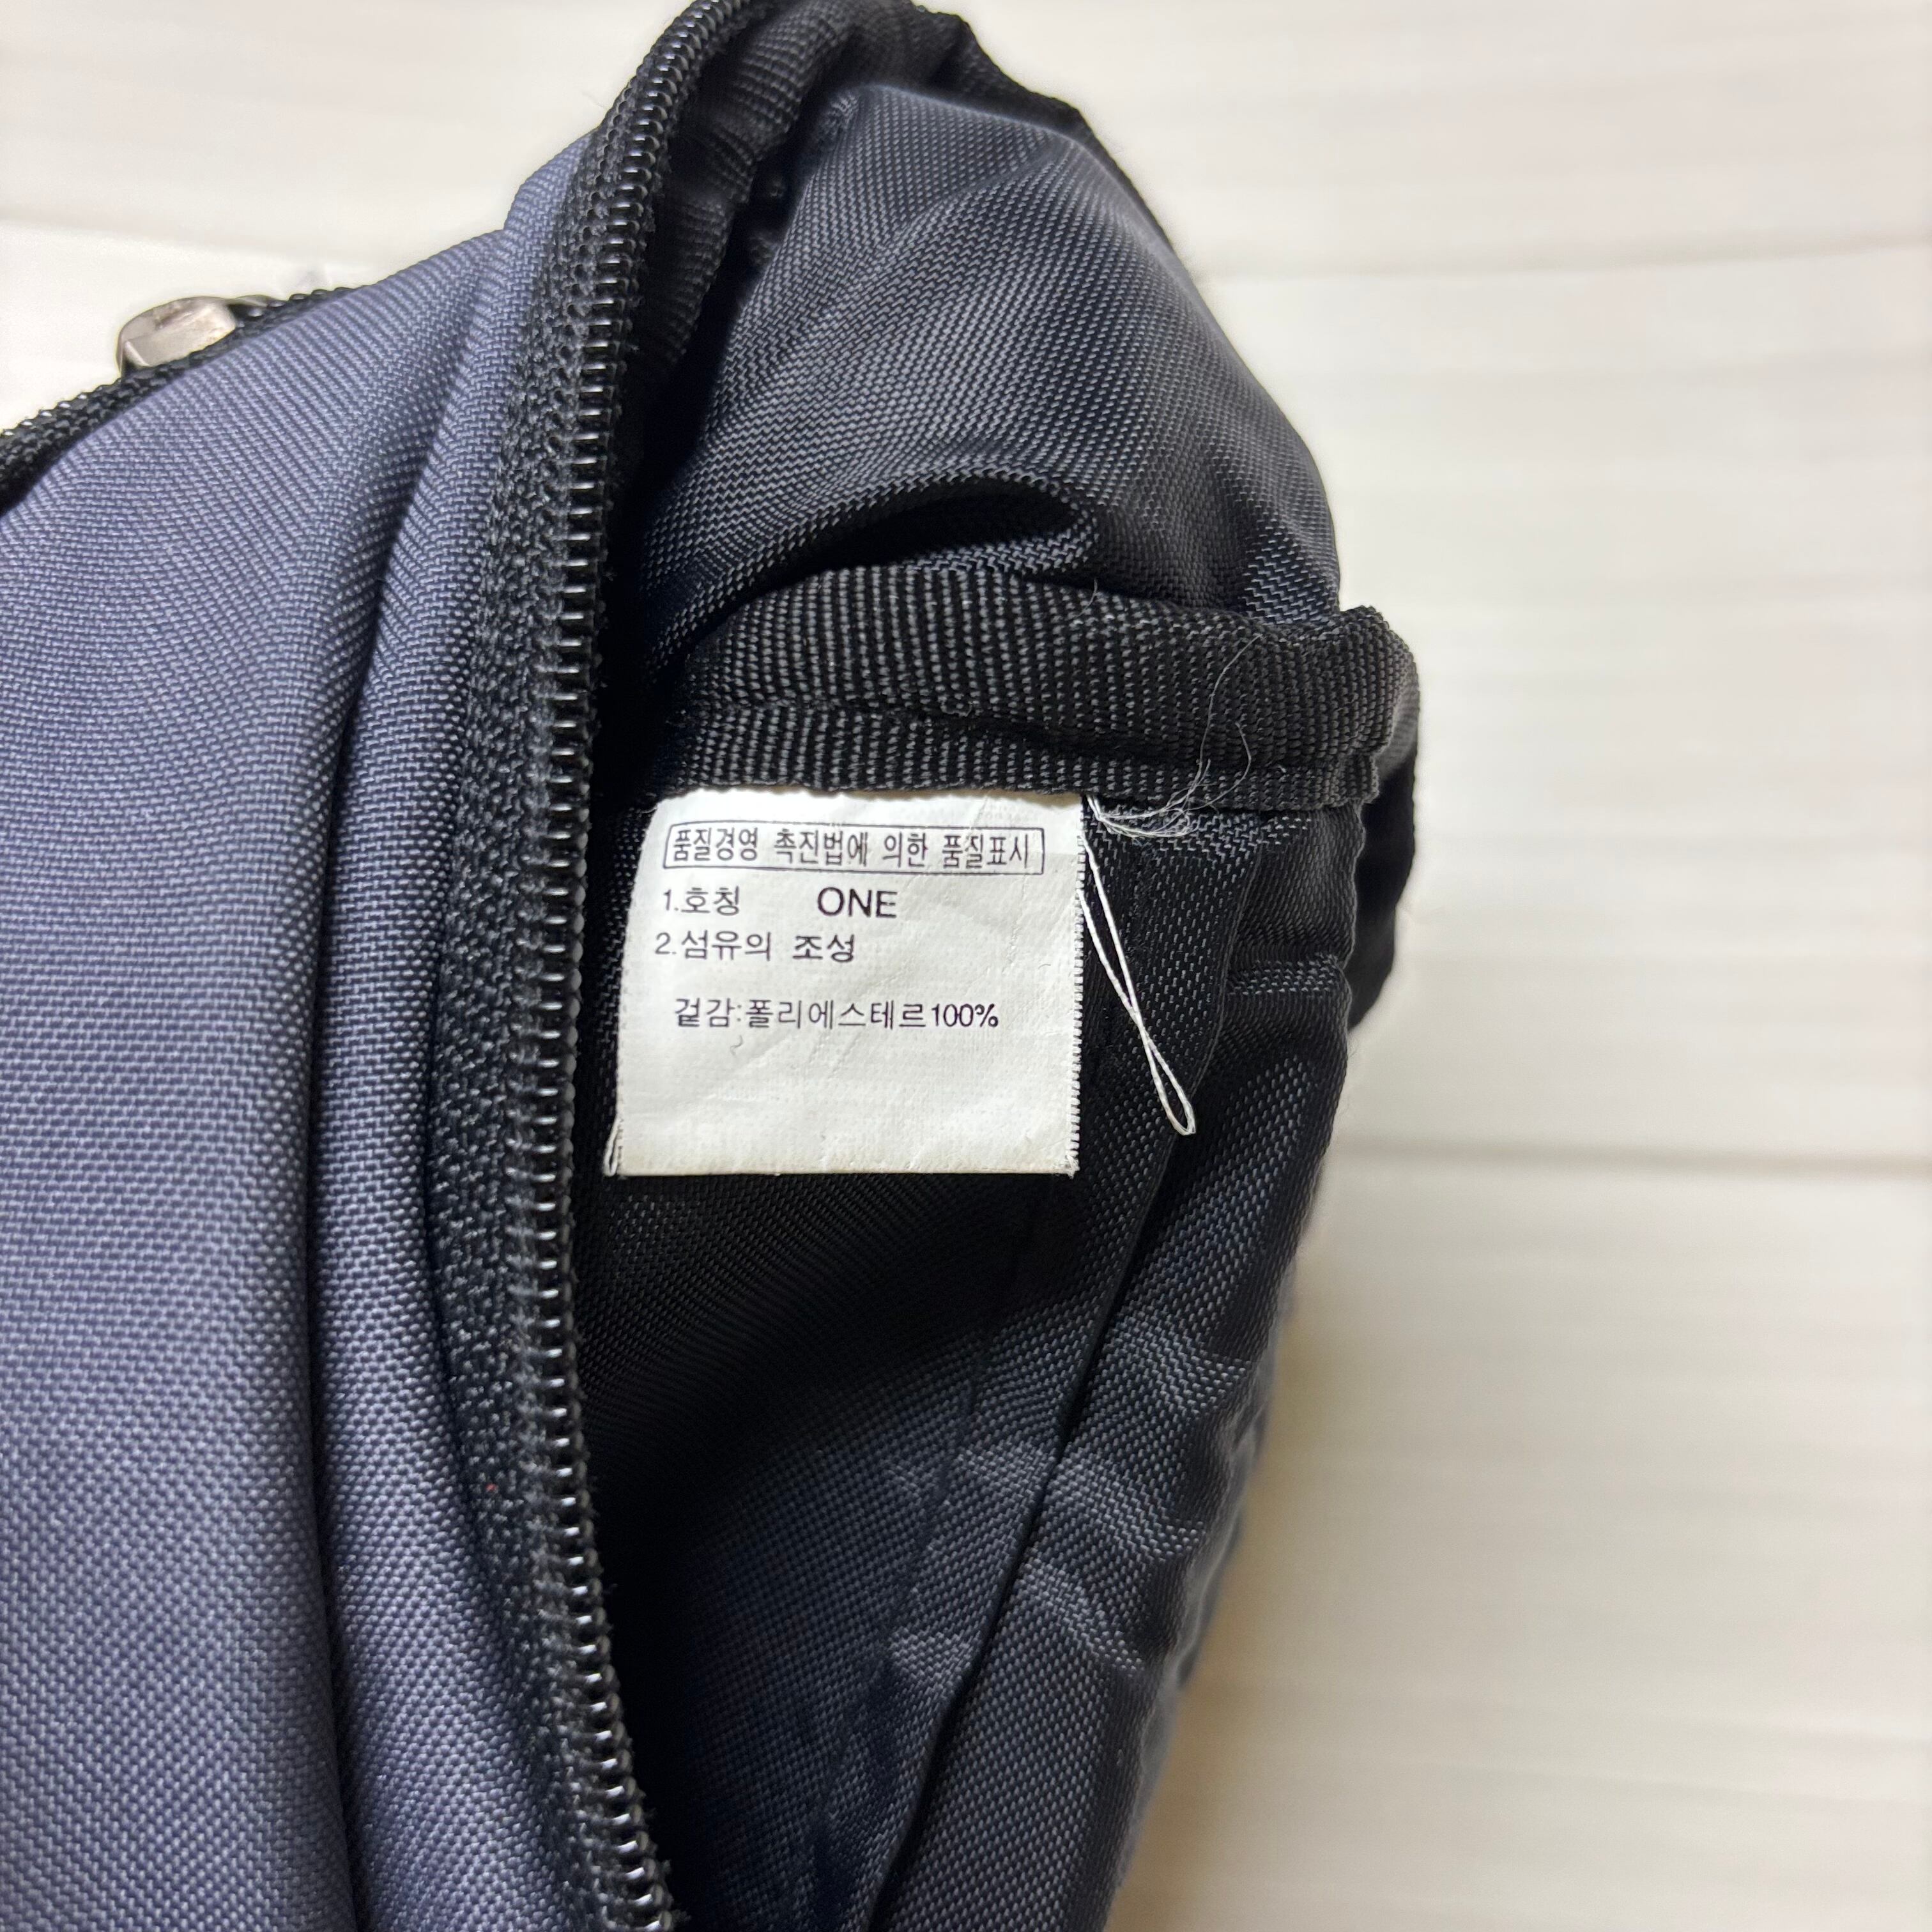 품질경영 촉진법에 의한 품질표시
1.호칭 ONE
2.섬유의 조성
겉감:폴리에스테르100%